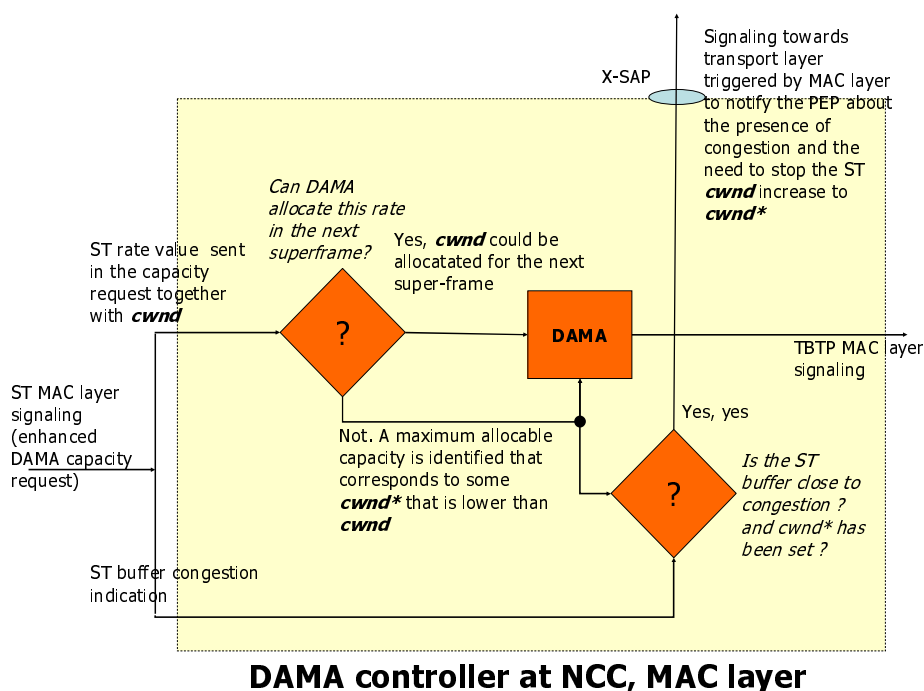 Signaling towards
transport layer
triggered by MAC layer
to notify the PEP about
the presence of
congestion and the
need to stop the ST
cwnd increase to
cwnd*
X-SAP
Can DAMA
allocate this rate
in the next
superframe?
ST rate value sent
in the capacity
request together
with cwnd
Yes, cwnd could be
allocatated for the next
super-frame
?
DAMA
TBTP MAC layer
signaling
ST MAC layer
signaling
(enhanced
DAMA capacity
request)
Not. A maximum allocable
capacity is identified that
corresponds to some
cwnd* that is lower than
cwnd
Yes, yes
?
Is the ST
buffer close to
congestion ?
and cwnd* has
been set ?
ST buffer congestion
indication
DAMA controller at NCC, MAC layer